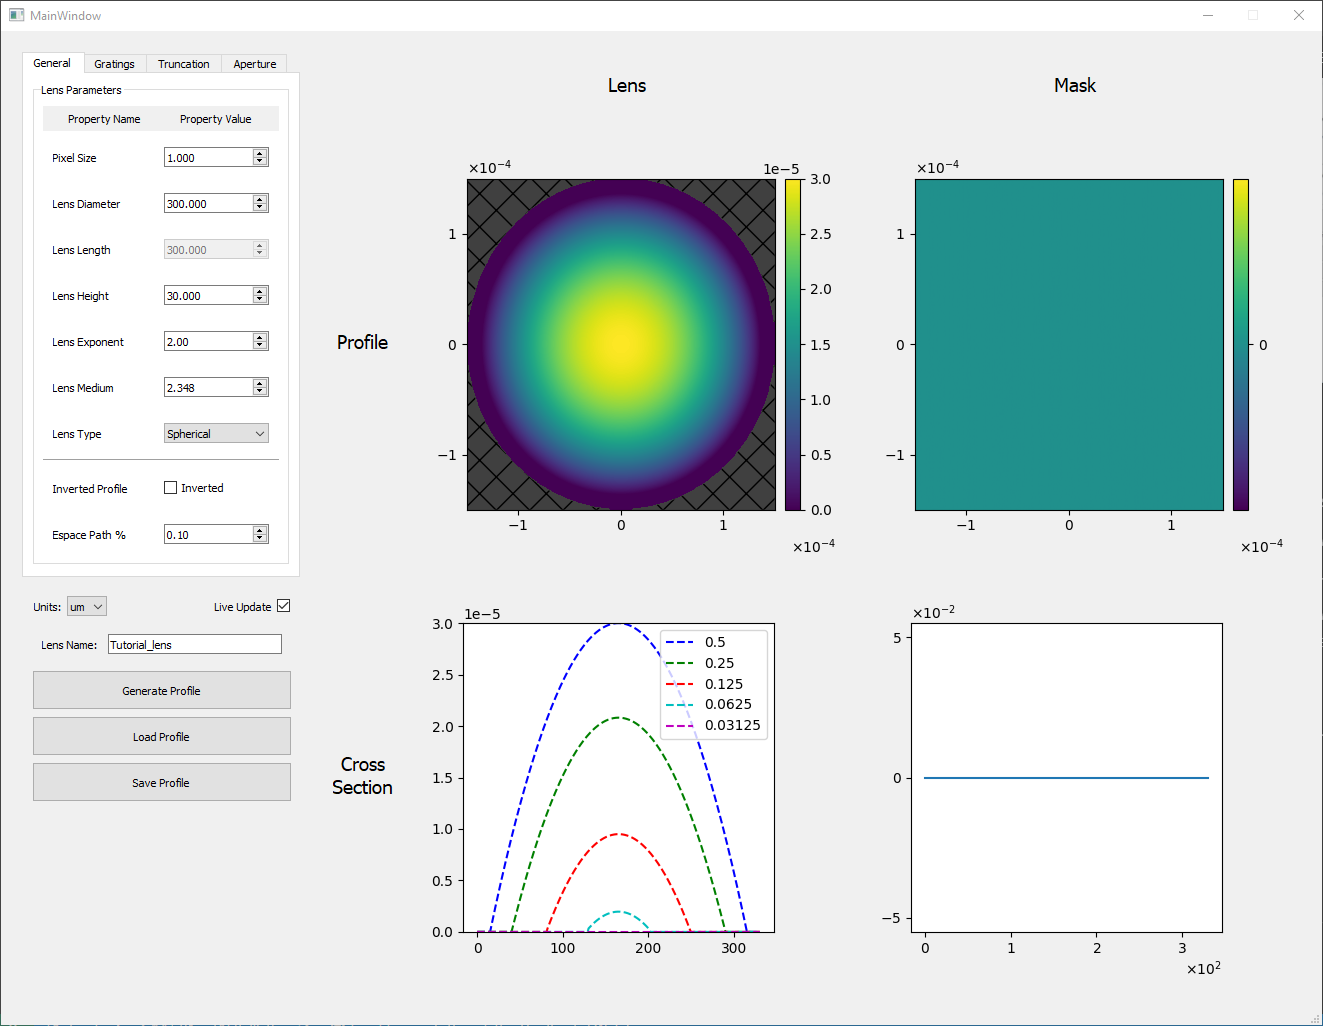 MainWindow
General Gratings Truncation Aperture
Lens Parameters
Property Name Property Value
Pixel Size 1.000
Lens Diameter 300.000
Lens Length 300.000
Lens Height 30.000
Lens Exponent 2.00
Lens Medium 2.348
Lens Type Spherical
Inverted Profile Inverted
Espace Path % 0.10
Units: um Live Update
Lens Name: Tutorial_lens
Generate Profile
Load Profile
Save Profile
Lens
Mask
Profile
×10⁻⁴
1e−5
1
0
−1
−1 0 1
×10⁻⁴
3.0
2.5
2.0
1.5
1.0
0.5
0.0
×10⁻⁴
1
0
−1
−1 0 1
×10⁻⁴
0
Cross
Section
1e−5
3.0
2.5
2.0
1.5
1.0
0.5
0.0
0 100 200 300
0.5
0.25
0.125
0.0625
0.03125
×10⁻²
5
0
−5
0 1 2 3
×10²